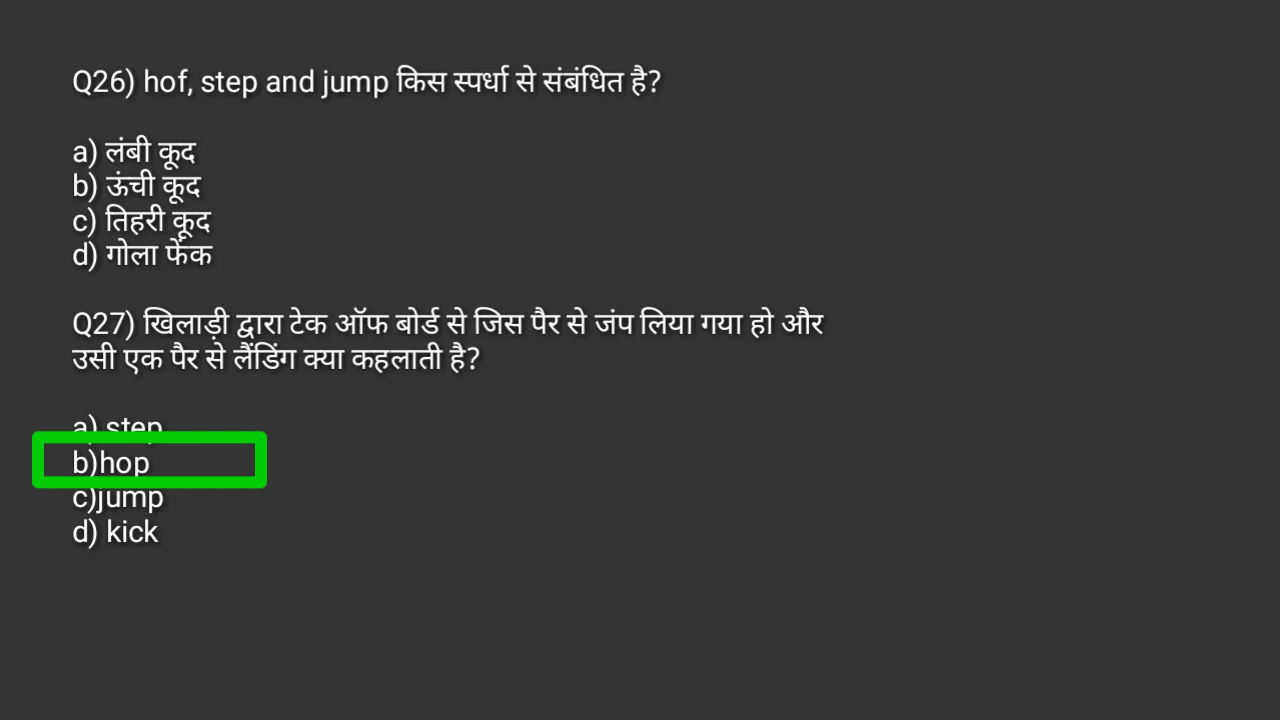 Q26) hof, step and jump किस स्पर्धा से संबंधित है?
a) लंबी कूद
b) ऊंची कूद
c) तिहरी कूद
d) गोला फेंक
Q27) खिलाड़ी द्वारा टेक ऑफ बोर्ड से जिस पैर से जंप लिया गया हो और
उसी एक पैर से लैंडिंग क्या कहलाती है?
a) step
b)hop
c)jump
d) kick